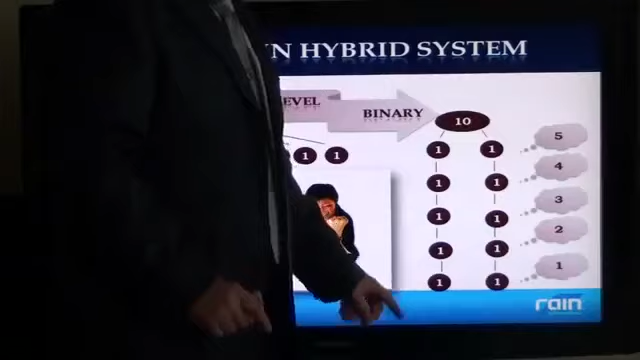 N HYBRID SYSTEM
EVEL
BINARY
10
1 1 1 1 5
1 1 4
1 1 3
1 1 2
1 1 1
rain